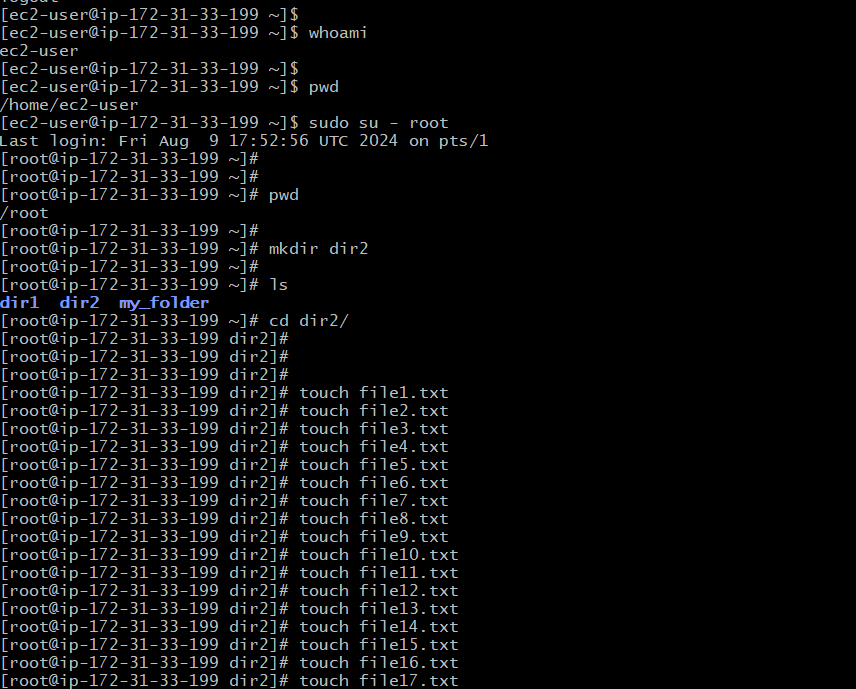 logout
[ec2-user@ip-172-31-33-199 ~]$
[ec2-user@ip-172-31-33-199 ~]$ whoami
ec2-user
[ec2-user@ip-172-31-33-199 ~]$
[ec2-user@ip-172-31-33-199 ~]$ pwd
/home/ec2-user
[ec2-user@ip-172-31-33-199 ~]$ sudo su - root
Last login: Fri Aug  9 17:52:56 UTC 2024 on pts/1
[root@ip-172-31-33-199 ~]#
[root@ip-172-31-33-199 ~]#
[root@ip-172-31-33-199 ~]# pwd
/root
[root@ip-172-31-33-199 ~]#
[root@ip-172-31-33-199 ~]# mkdir dir2
[root@ip-172-31-33-199 ~]#
[root@ip-172-31-33-199 ~]# ls
dir1  dir2  my_folder
[root@ip-172-31-33-199 ~]# cd dir2/
[root@ip-172-31-33-199 dir2]#
[root@ip-172-31-33-199 dir2]#
[root@ip-172-31-33-199 dir2]#
[root@ip-172-31-33-199 dir2]# touch file1.txt
[root@ip-172-31-33-199 dir2]# touch file2.txt
[root@ip-172-31-33-199 dir2]# touch file3.txt
[root@ip-172-31-33-199 dir2]# touch file4.txt
[root@ip-172-31-33-199 dir2]# touch file5.txt
[root@ip-172-31-33-199 dir2]# touch file6.txt
[root@ip-172-31-33-199 dir2]# touch file7.txt
[root@ip-172-31-33-199 dir2]# touch file8.txt
[root@ip-172-31-33-199 dir2]# touch file9.txt
[root@ip-172-31-33-199 dir2]# touch file10.txt
[root@ip-172-31-33-199 dir2]# touch file11.txt
[root@ip-172-31-33-199 dir2]# touch file12.txt
[root@ip-172-31-33-199 dir2]# touch file13.txt
[root@ip-172-31-33-199 dir2]# touch file14.txt
[root@ip-172-31-33-199 dir2]# touch file15.txt
[root@ip-172-31-33-199 dir2]# touch file16.txt
[root@ip-172-31-33-199 dir2]# touch file17.txt